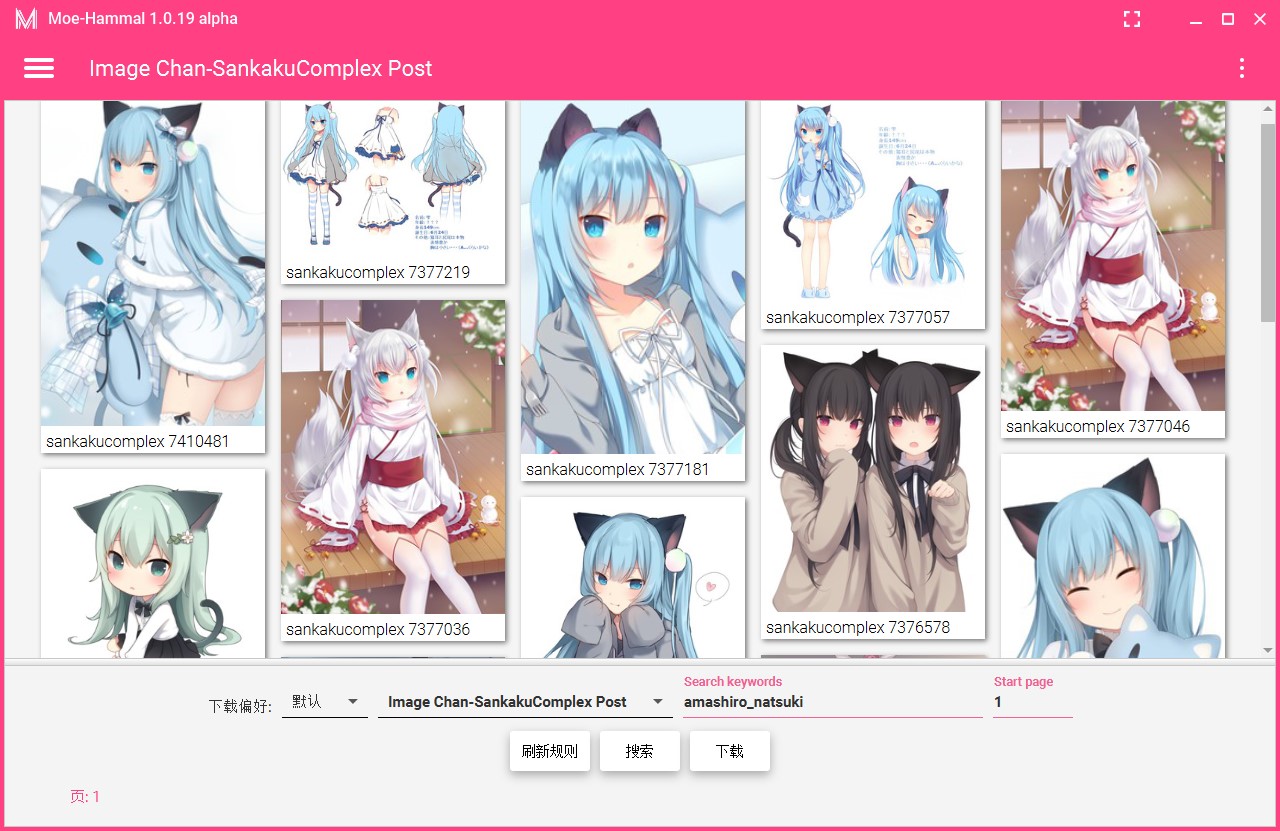 Moe-Hammal 1.0.19 alpha
Image Chan-SankakuComplex Post
sankakucomplex 7410481
sankakucomplex 7377219
sankakucomplex 7377036
sankakucomplex 7377181
sankakucomplex 7377057
sankakucomplex 7376578
sankakucomplex 7377046
下载偏好:
默认
Image Chan-SankakuComplex Post
Search keywords
amashiro_natsuki
Start page
1
刷新规则
搜索
下载
页: 1